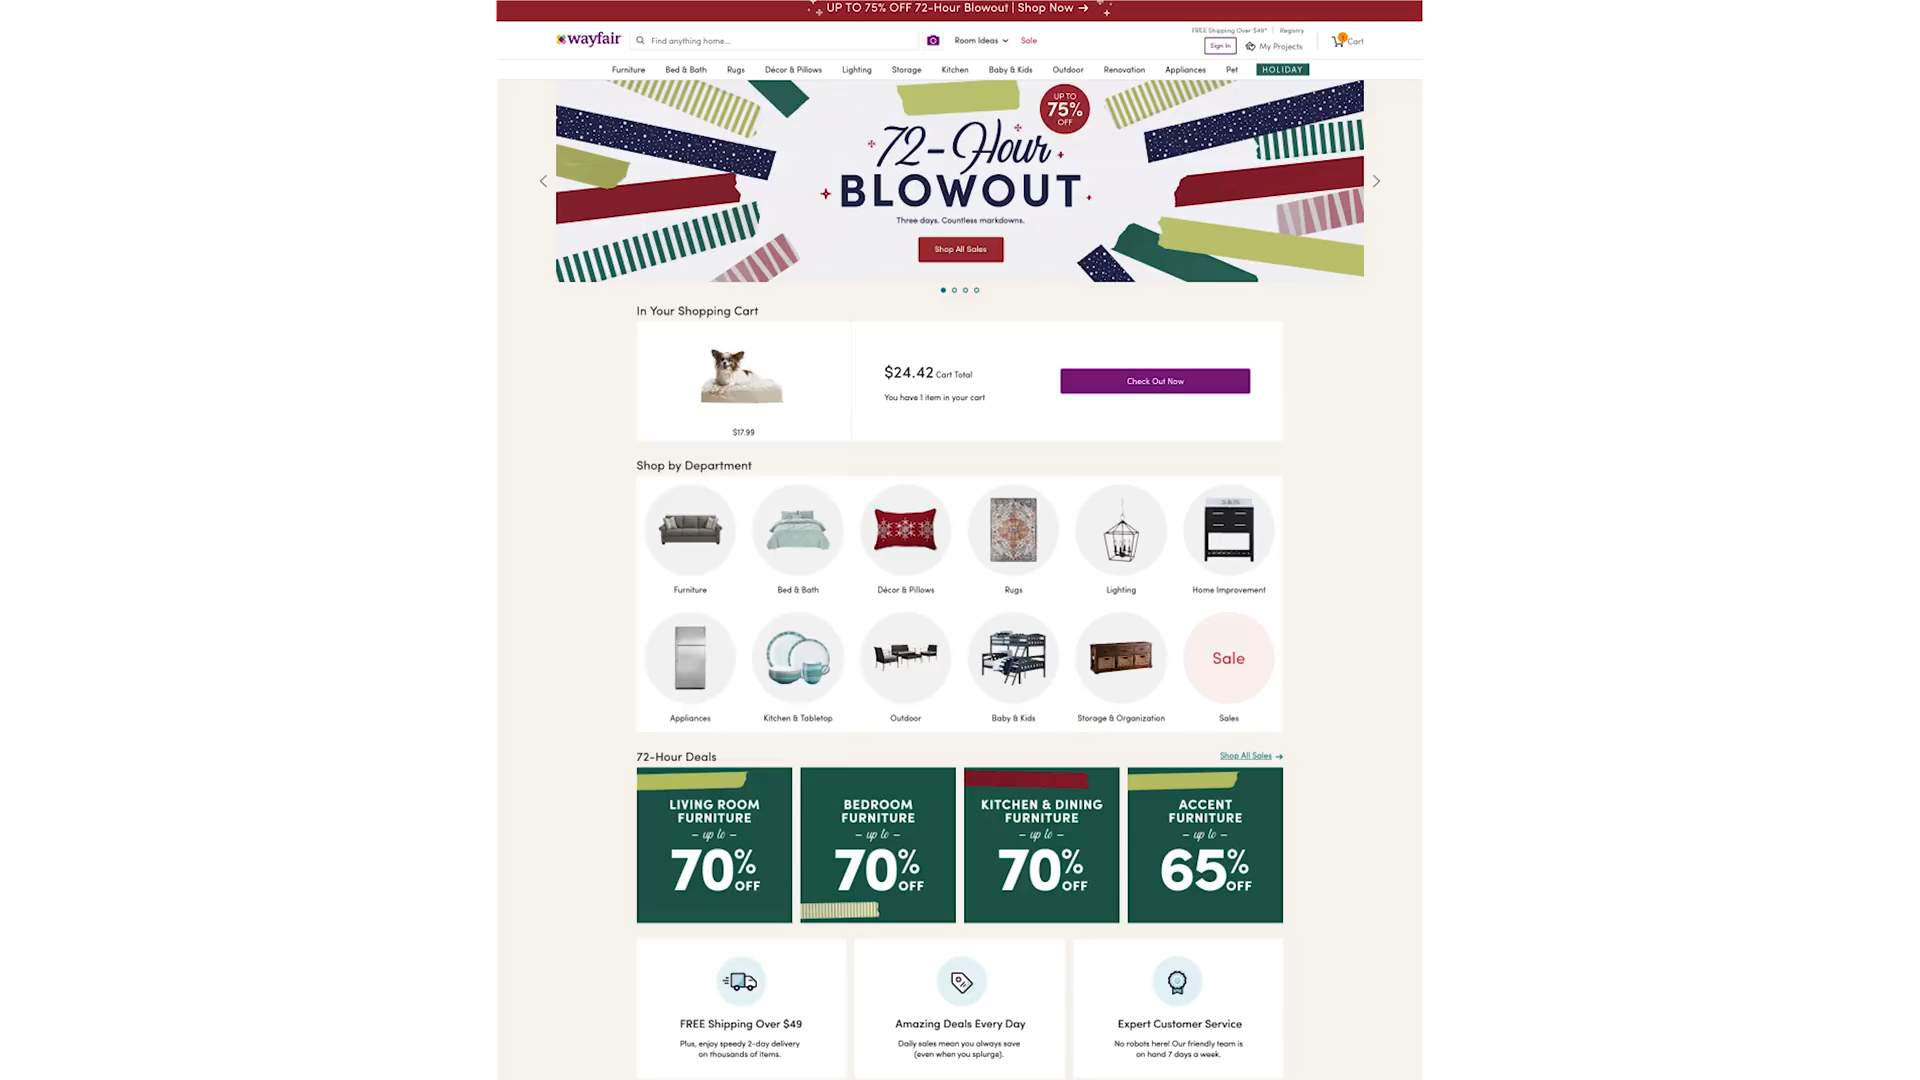 UP TO 75% OFF 72-Hour Blowout | Shop Now →
FREE Shipping Over $49* | Registry
wayfair
Find anything home...
Room Ideas
Sale
Sign In
My Projects
1
Cart
Furniture
Bed & Bath
Rugs
Décor & Pillows
Lighting
Storage
Kitchen
Baby & Kids
Outdoor
Renovation
Appliances
Pet
HOLIDAY
UP TO
75%
OFF
72-Hour
BLOWOUT
Three days. Countless markdowns.
Shop All Sales
In Your Shopping Cart
$17.99
$24.42 Cart Total
You have 1 item in your cart
Check Out Now
Shop by Department
Furniture
Bed & Bath
Décor & Pillows
Rugs
Lighting
Home Improvement
Sale
Appliances
Kitchen & Tabletop
Outdoor
Baby & Kids
Storage & Organization
Sales
72-Hour Deals
Shop All Sales →
LIVING ROOM
FURNITURE
– up to –
70% OFF
BEDROOM
FURNITURE
– up to –
70% OFF
KITCHEN & DINING
FURNITURE
– up to –
70% OFF
ACCENT
FURNITURE
– up to –
65% OFF
FREE Shipping Over $49
Plus, enjoy speedy 2-day delivery
on thousands of items.
Amazing Deals Every Day
Daily sales mean you always save
(even when you splurge).
Expert Customer Service
No robots here! Our friendly team is
on hand 7 days a week.